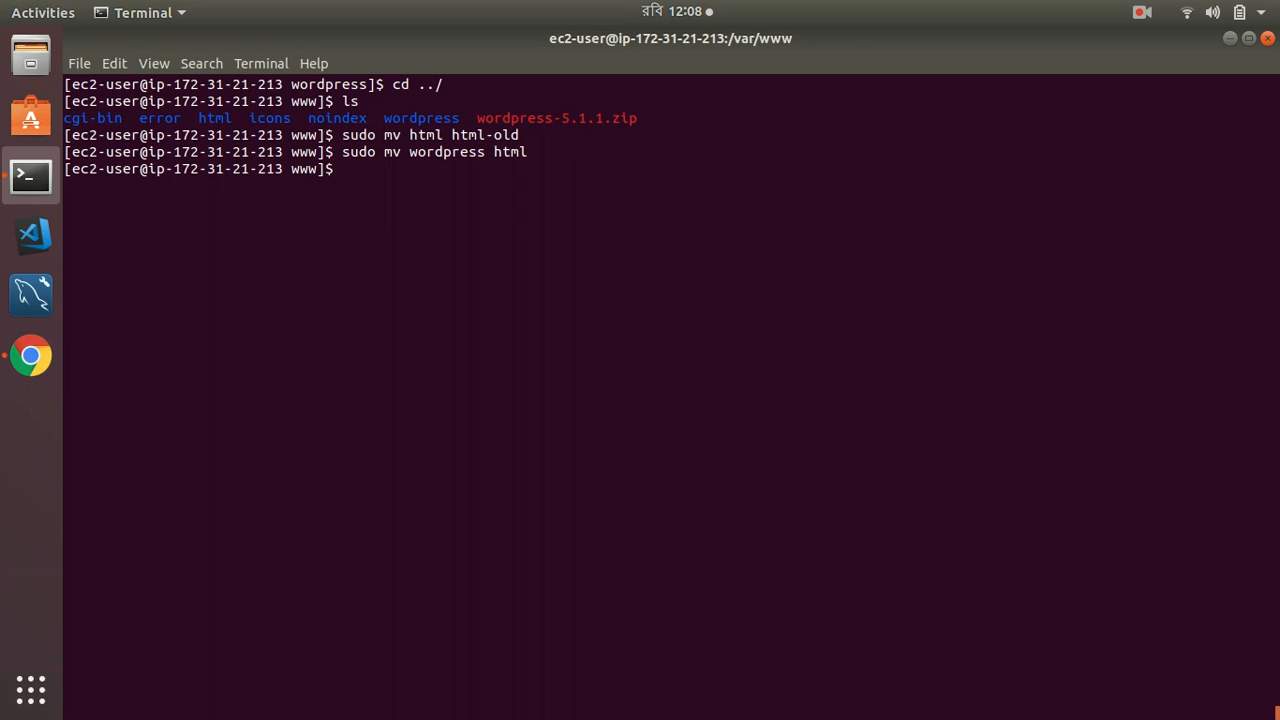 Activities Terminal রবি 12:08
ec2-user@ip-172-31-21-213:/var/www
File Edit View Search Terminal Help
[ec2-user@ip-172-31-21-213 wordpress]$ cd ../
[ec2-user@ip-172-31-21-213 www]$ ls
cgi-bin error html icons noindex wordpress wordpress-5.1.1.zip
[ec2-user@ip-172-31-21-213 www]$ sudo mv html html-old
[ec2-user@ip-172-31-21-213 www]$ sudo mv wordpress html
[ec2-user@ip-172-31-21-213 www]$